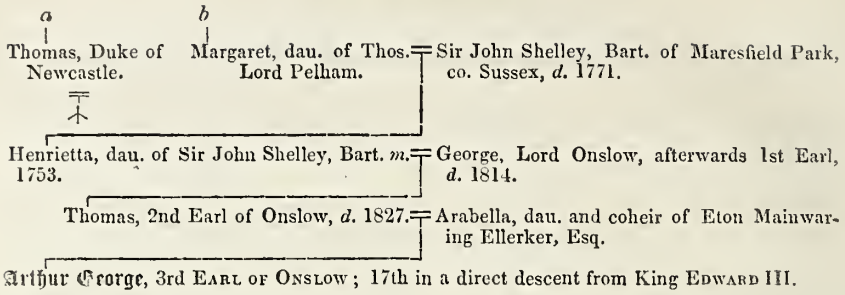 a b
Thomas, Duke of Newcastle.
Margaret, dau. of Thos. Lord Pelham.
Sir John Shelley, Bart. of Maresfield Park, co. Sussex, d. 1771.
Henrietta, dau. of Sir John Shelley, Bart. m. 1753.
George, Lord Onslow, afterwards 1st Earl, d. 1814.
Thomas, 2nd Earl of Onslow, d. 1827.
Arabella, dau. and coheir of Eton Mainwaring Ellerker, Esq.
Arthur George, 3rd EARL OF ONSLOW; 17th in a direct descent from King EDWARD III.